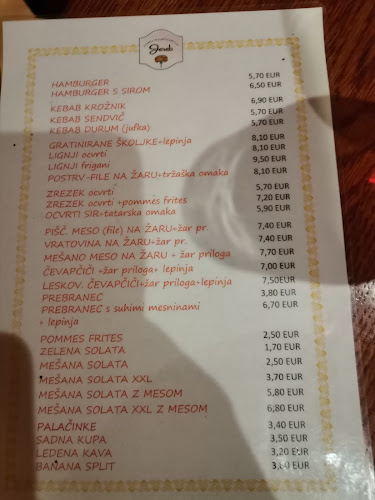 Jereb
HAMBURGER 5,70 EUR
HAMBURGER S SIROM 6,50 EUR
KEBAB KROŽNIK 6,90 EUR
KEBAB SENDVIČ 5,70 EUR
KEBAB DURUM (jufka) 5,70 EUR
GRATINIRANE ŠKOLJKE+lepinja 8,10 EUR
LIGNJI ocvrti 8,10 EUR
LIGNJI frigani 9,50 EUR
POSTRV-FILE NA ŽARU+tržaška omaka 8,10 EUR
ZREZEK ocvrti 5,70 EUR
ZREZEK ocvrti +pommes frites 7,20 EUR
OCVRTI SIR+tatarska omaka 5,90 EUR
PIŠČ. MESO (file) NA ŽARU+žar pr. 7,40 EUR
VRATOVINA NA ŽARU+žar pr. 7,40 EUR
MEŠANO MESO NA ŽARU + žar priloga 7,70 EUR
ČEVAPČIČI +žar priloga+ lepinja 7,00 EUR
LESKOV. ČEVAPČIČI+žar priloga+lepinja 7,50EUR
PREBRANEC 3,80 EUR
PREBRANEC s suhimi mesninami 6,70 EUR
+ lepinja
POMMES FRITES 2,50 EUR
ZELENA SOLATA 1,70 EUR
MEŠANA SOLATA 2,50 EUR
MEŠANA SOLATA XXL 3,70 EUR
MEŠANA SOLATA Z MESOM 5,80 EUR
MEŠANA SOLATA XXL Z MESOM 6,80 EUR
PALAČINKE 3,40 EUR
SADNA KUPA 3,50 EUR
LEDENA KAVA 3,20 EUR
BANANA SPLIT EUR